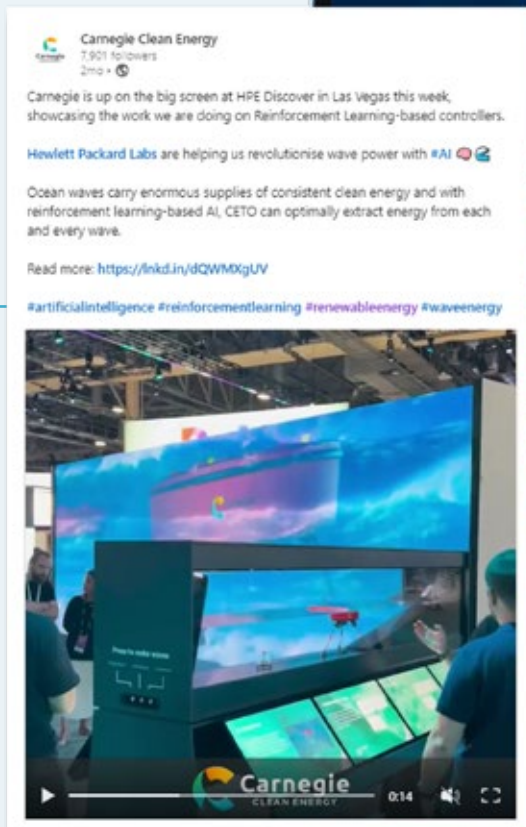 Carnegie Clean Energy
7,901 followers
2mo •
Carnegie is up on the big screen at HPE Discover in Las Vegas this week,
showcasing the work we are doing on Reinforcement Learning-based controllers.
Hewlett Packard Labs are helping us revolutionise wave power with #AI 🧠🌊
Ocean waves carry enormous supplies of consistent clean energy and with
reinforcement learning-based AI, CETO can optimally extract energy from each
and every wave.
Read more: https://lnkd.in/dQWMXgUV
#artificialintelligence #reinforcementlearning #renewableenergy #waveenergy
Press to make waves
Carnegie
CLEAN ENERGY
0:14